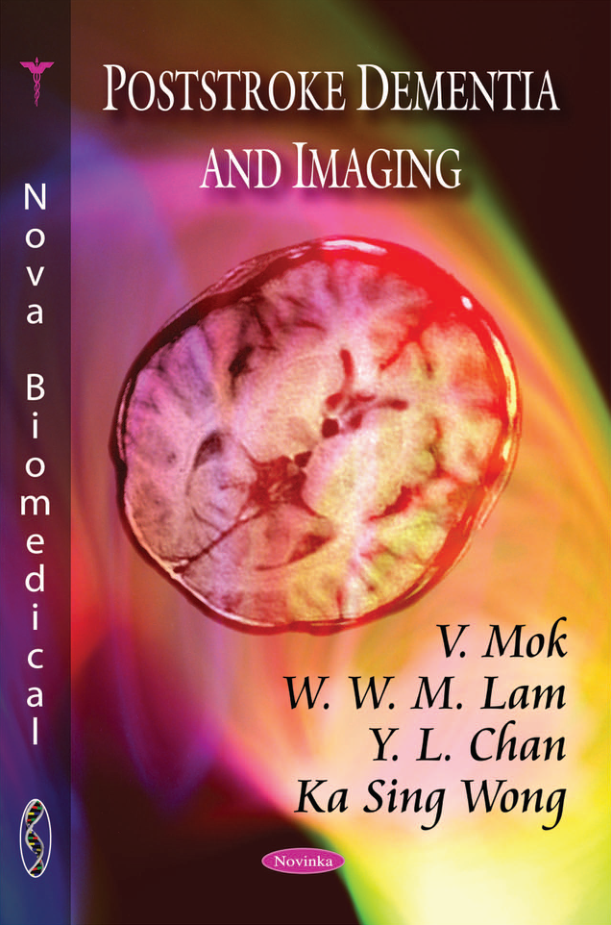 POSTSTROKE DEMENTIA
AND IMAGING
Nova Biomedical
V. Mok
W. W. M. Lam
Y. L. Chan
Ka Sing Wong
Novinka